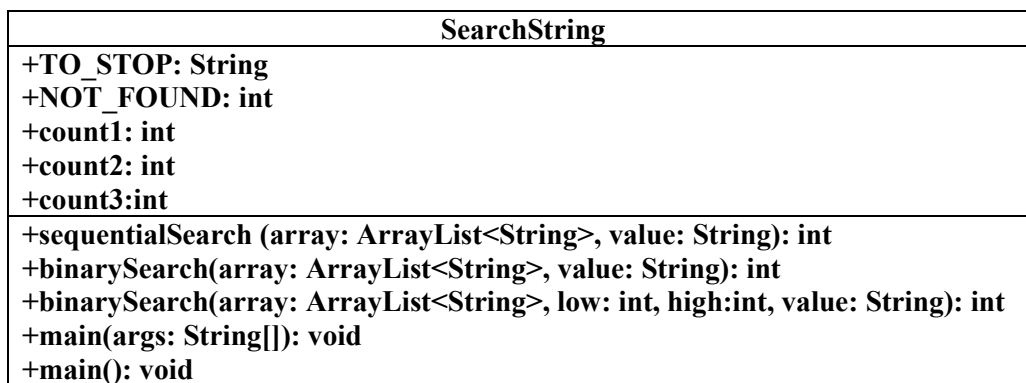 SearchString
+TO_STOP: String
+NOT_FOUND: int
+count1: int
+count2: int
+count3:int
+sequentialSearch (array: ArrayList<String>, value: String): int
+binarySearch(array: ArrayList<String>, value: String): int
+binarySearch(array: ArrayList<String>, low: int, high:int, value: String): int
+main(args: String[]): void
+main(): void